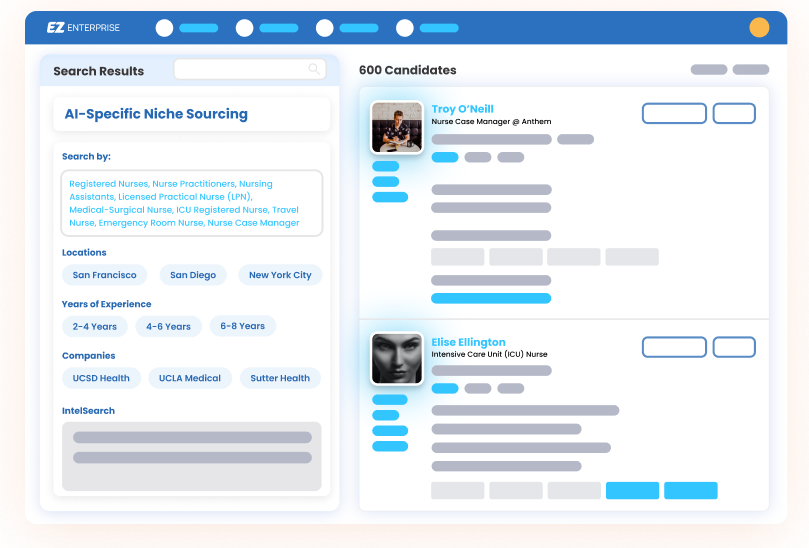 EZ ENTERPRISE
Search Results
AI-Specific Niche Sourcing
Search by:
Registered Nurses, Nurse Practitioners, Nursing
Assistants, Licensed Practical Nurse (LPN),
Medical-Surgical Nurse, ICU Registered Nurse, Travel
Nurse, Emergency Room Nurse, Nurse Case Manager
Locations
San Francisco San Diego New York City
Years of Experience
2-4 Years 4-6 Years 6-8 Years
Companies
UCSD Health UCLA Medical Sutter Health
IntelSearch
600 Candidates
Troy O'Neill
Nurse Case Manager @ Anthem
Elise Ellington
Intensive Care Unit (ICU) Nurse